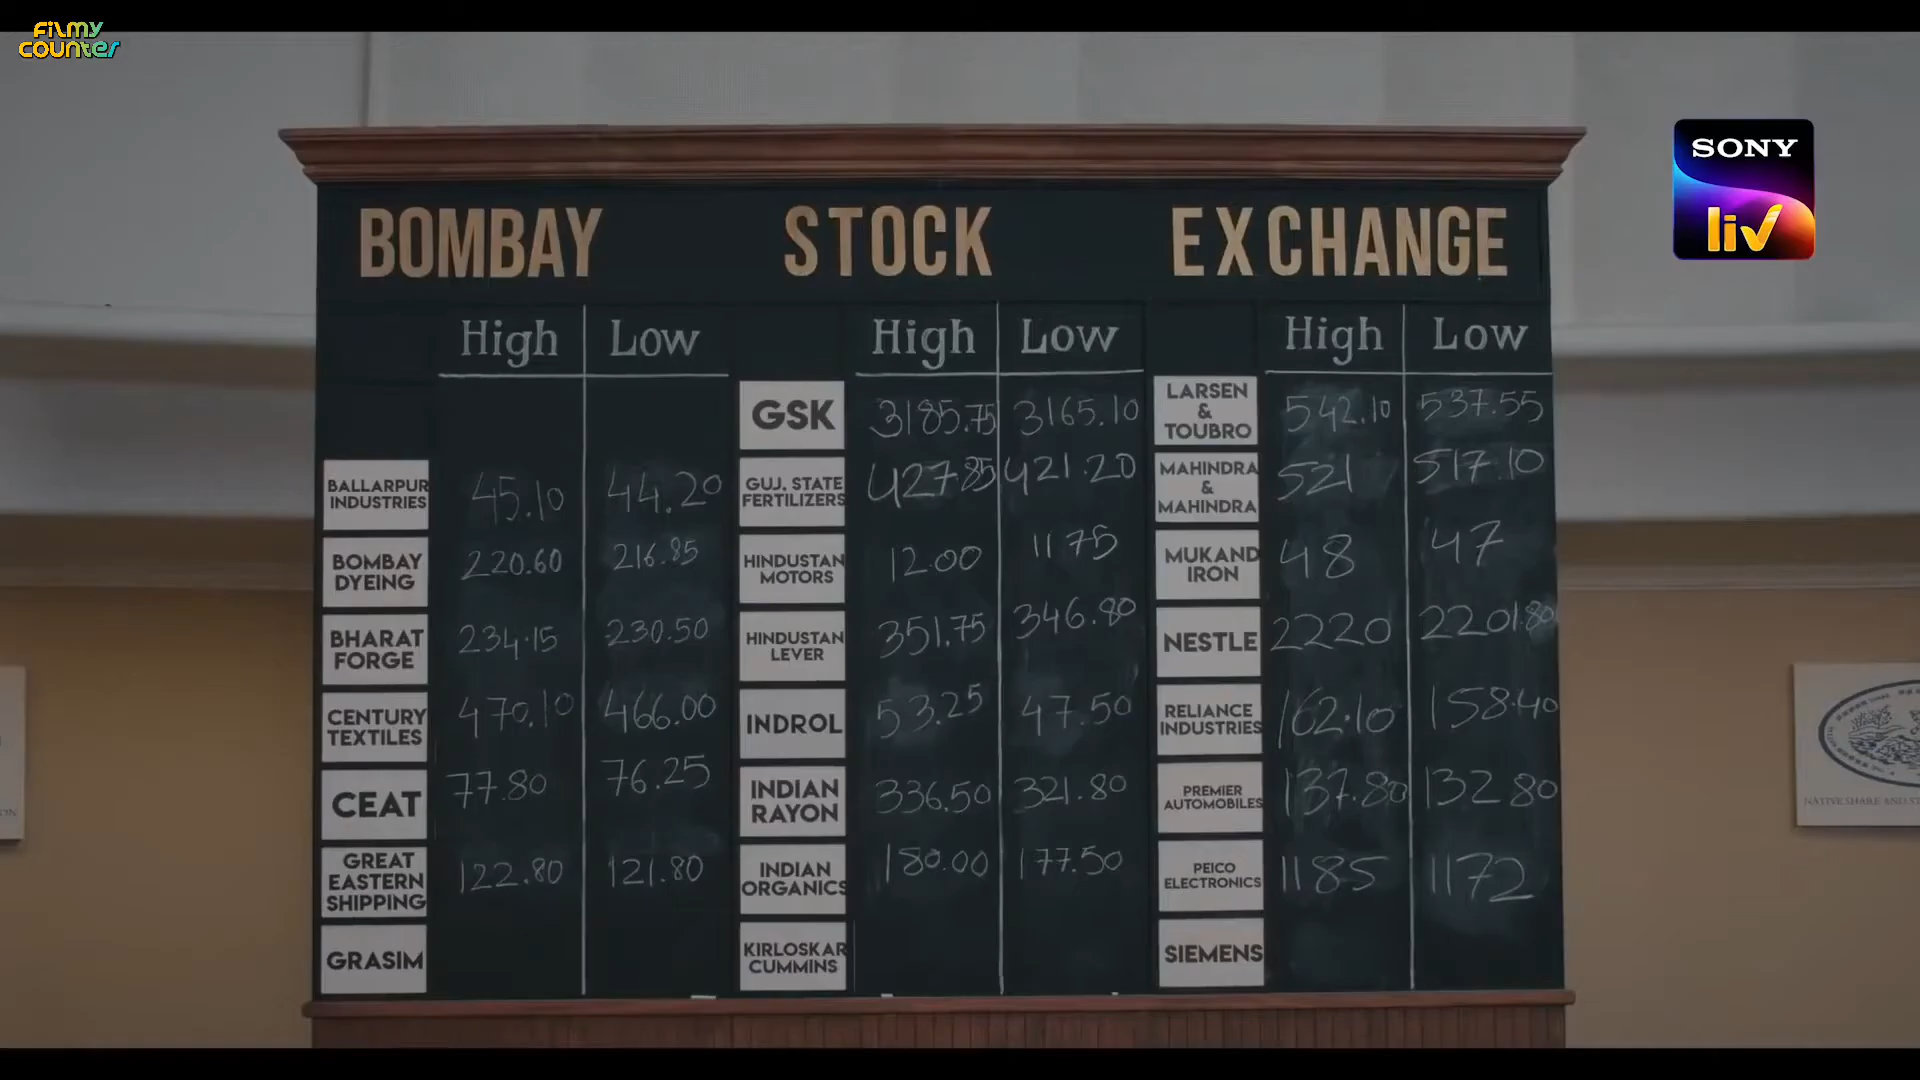 FILMY
COUNTER
SONY
liv
BOMBAY STOCK EXCHANGE
High Low High Low High Low
GSK 3185.75 3165.10
LARSEN
&
TOUBRO
542.10 537.55
BALLARPUR
INDUSTRIES
45.10 44.20
GUJ. STATE
FERTILIZERS
427.85 421.20
MAHINDRA
&
MAHINDRA
521 517.10
BOMBAY
DYEING
220.60 216.85
HINDUSTAN
MOTORS
12.00 11 75
MUKAND
IRON
48 47
BHARAT
FORGE
234.15 230.50
HINDUSTAN
LEVER
351.75 346.80
NESTLE 2220 2201.80
CENTURY
TEXTILES
470.10 466.00
INDROL 53.25 47.50
RELIANCE
INDUSTRIES
162.10 158.40
CEAT 77.80 76.25
INDIAN
RAYON
336.50 321.80
PREMIER
AUTOMOBILES
137.80 132 80
GREAT
EASTERN
SHIPPING
122.80 121.80
INDIAN
ORGANICS
180.00 177.50
PEICO
ELECTRONICS
1185 1172
GRASIM
KIRLOSKAR
CUMMINS
SIEMENS
NATIVE SHARE AND